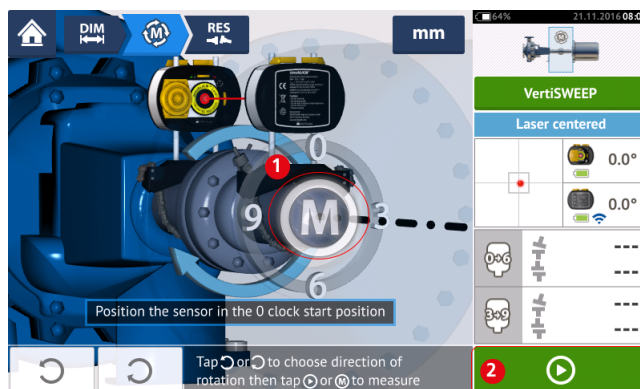 DIM
M
RES
mm
64%
21.11.2016 08:0
VertiSWEEP
Laser centered
0.0°
0.0°
1
0
9
M
3
6
Position the sensor in the 0 clock start position
0➔6
---
---
3➔9
---
---
Tap or to choose direction of
rotation then tap or M to measure
2